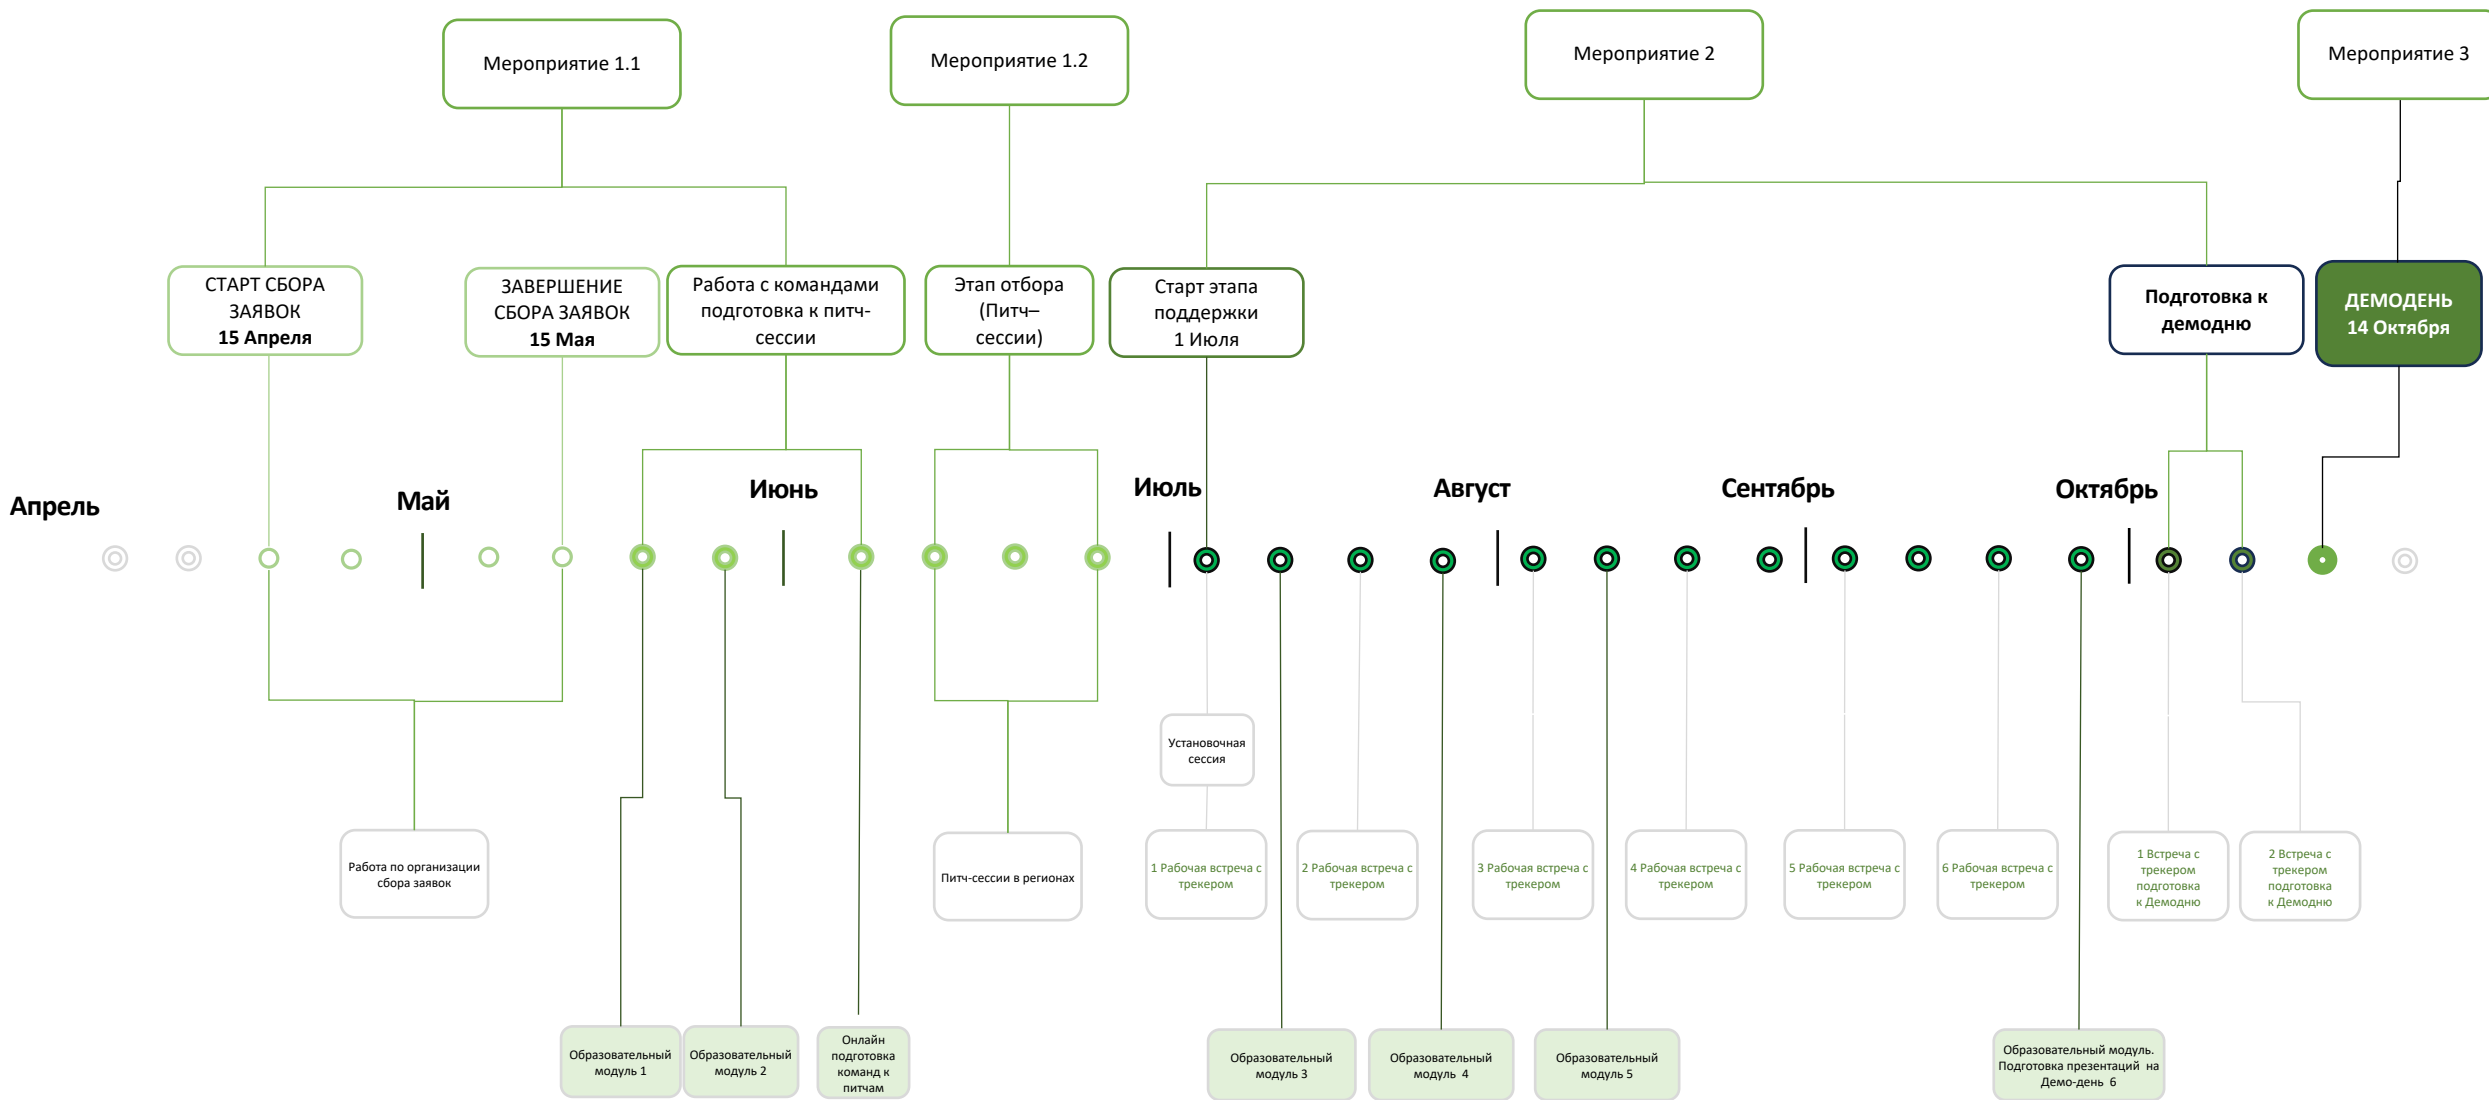 Мероприятие 1.1
Мероприятие 1.2
Мероприятие 2
Мероприятие 3
СТАРТ СБОРА
ЗАЯВОК
15 Апреля
ЗАВЕРШЕНИЕ
СБОРА ЗАЯВОК
15 Мая
Работа с командами
подготовка к питч-
сессии
Этап отбора
(Питч–
сессии)
Старт этапа
поддержки
1 Июля
Подготовка к
демодню
ДЕМОДЕНЬ
14 Октября
Апрель
Май
Июнь
Июль
Август
Сентябрь
Октябрь
Установочная
сессия
Работа по организации
сбора заявок
Питч-сессии в регионах
1 Рабочая встреча с
трекером
2 Рабочая встреча с
трекером
3 Рабочая встреча с
трекером
4 Рабочая встреча с
трекером
5 Рабочая встреча с
трекером
6 Рабочая встреча с
трекером
1 Встреча с
трекером
подготовка
к Демодню
2 Встреча с
трекером
подготовка
к Демодню
Образовательный
модуль 1
Образовательный
модуль 2
Онлайн
подготовка
команд к
питчам
Образовательный
модуль 3
Образовательный
модуль 4
Образовательный
модуль 5
Образовательный модуль.
Подготовка презентаций на
Демо-день 6